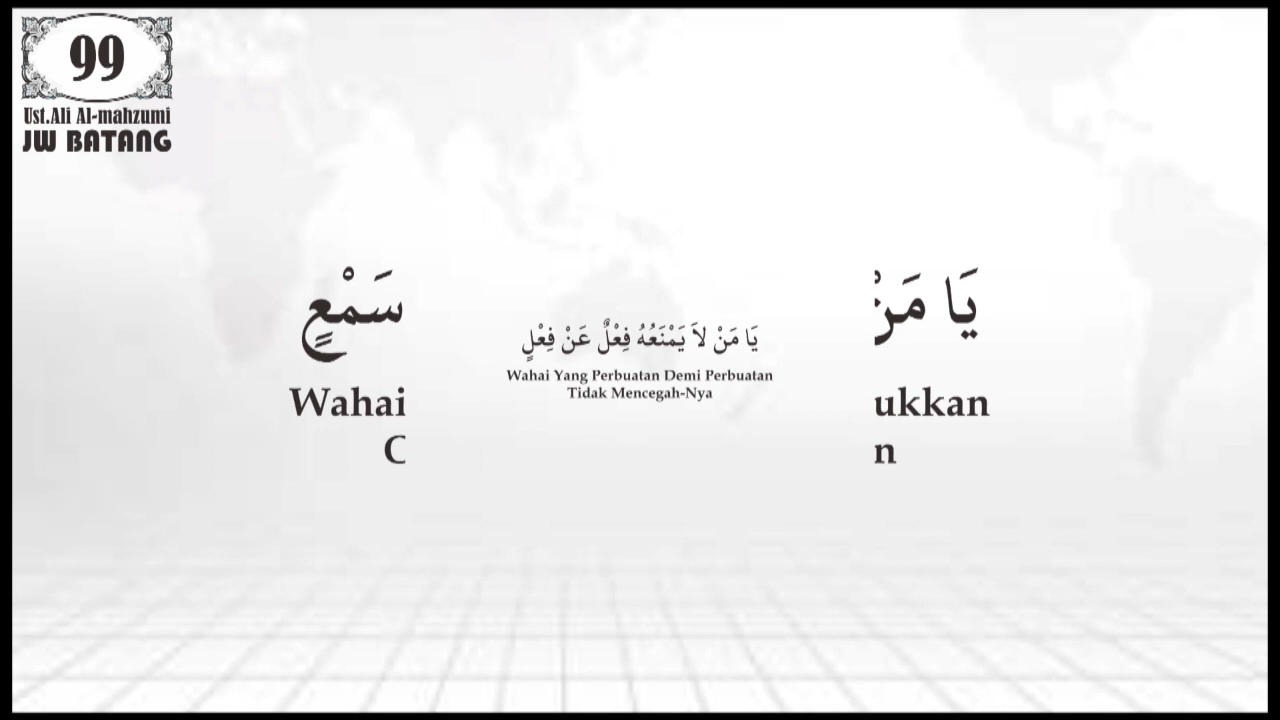 99
Ust.Ali Al-mahzumi
JW BATANG
يَا مَنْ
سَمْعٍ
Wahai
ukkan
C
n
يَا مَنْ لاَ يَمْنَعُهُ فِعْلٌ عَنْ فِعْلٍ
Wahai Yang Perbuatan Demi Perbuatan
Tidak Mencegah-Nya